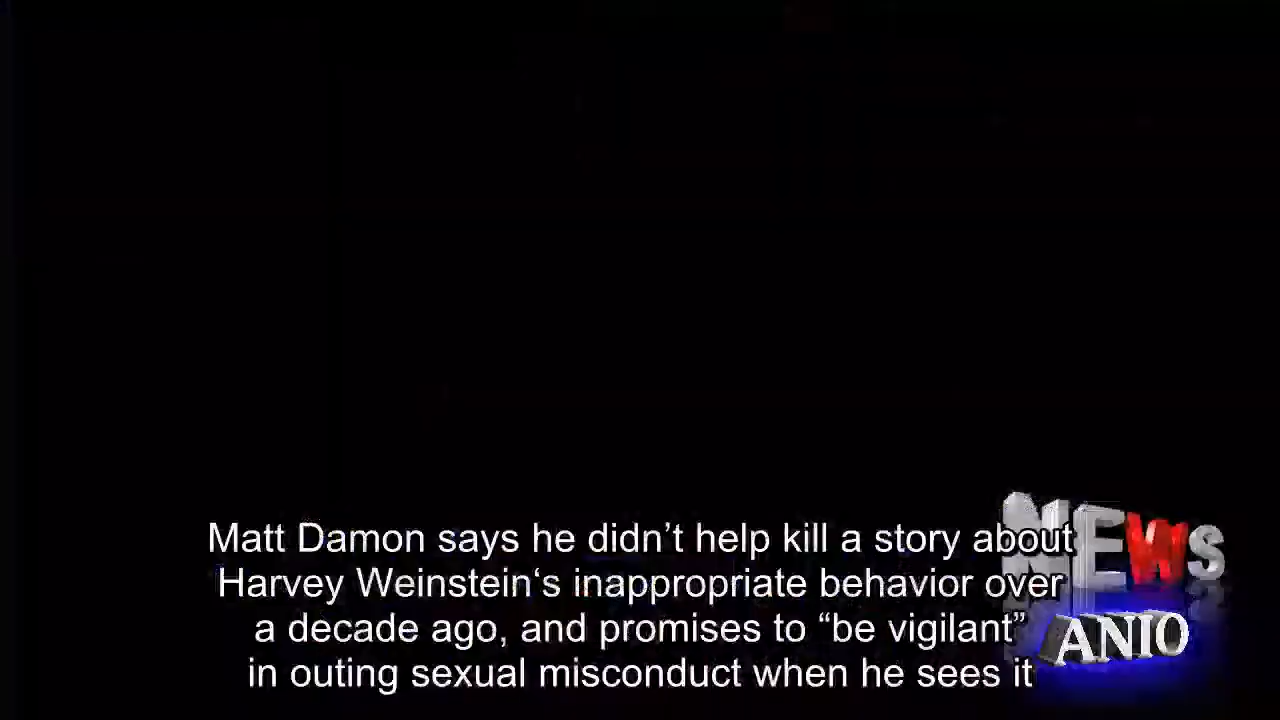 Matt Damon says he didn’t help kill a story about
Harvey Weinstein‘s inappropriate behavior over
a decade ago, and promises to “be vigilant”
in outing sexual misconduct when he sees it
NEWS
ANIO